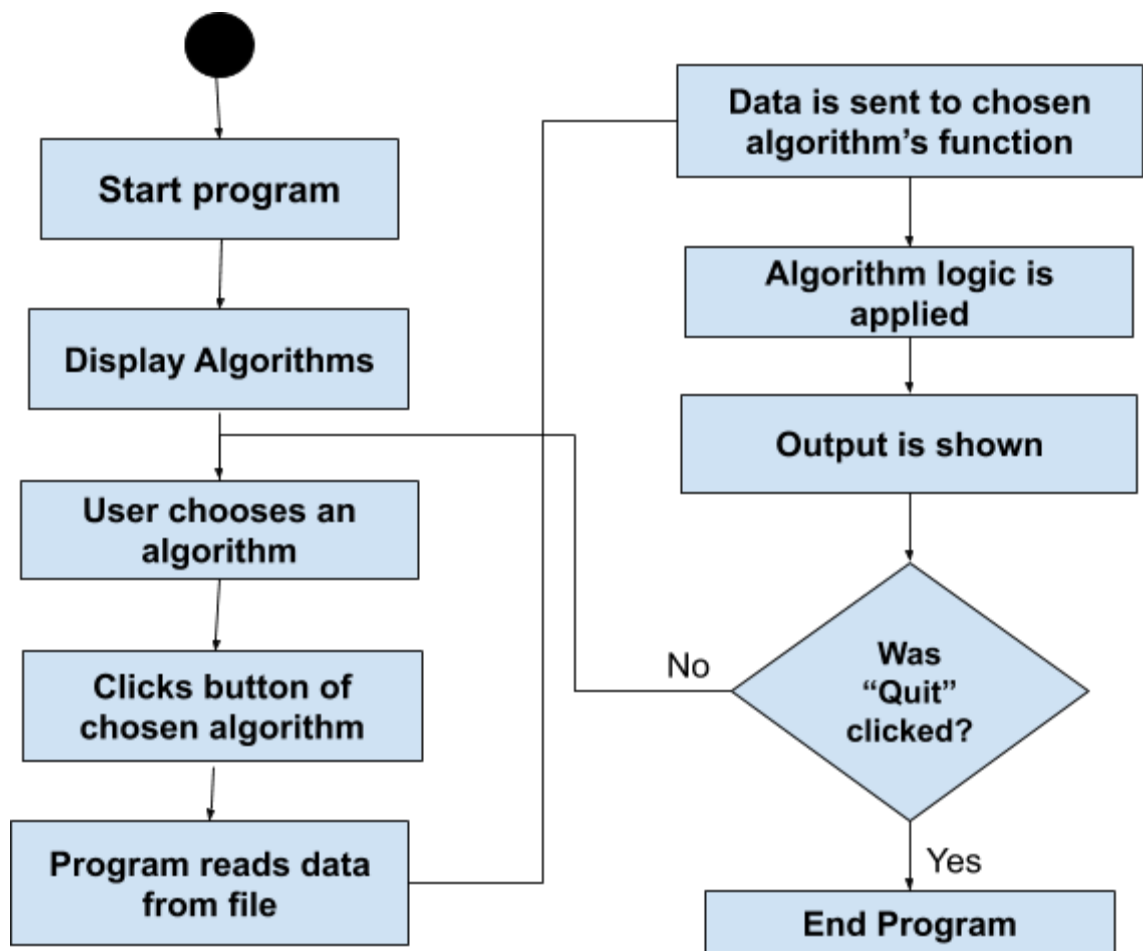 Start program
Display Algorithms
User chooses an
algorithm
Clicks button of
chosen algorithm
Program reads data
from file
Data is sent to chosen
algorithm’s function
Algorithm logic is
applied
Output is shown
Was
“Quit”
clicked?
No
Yes
End Program